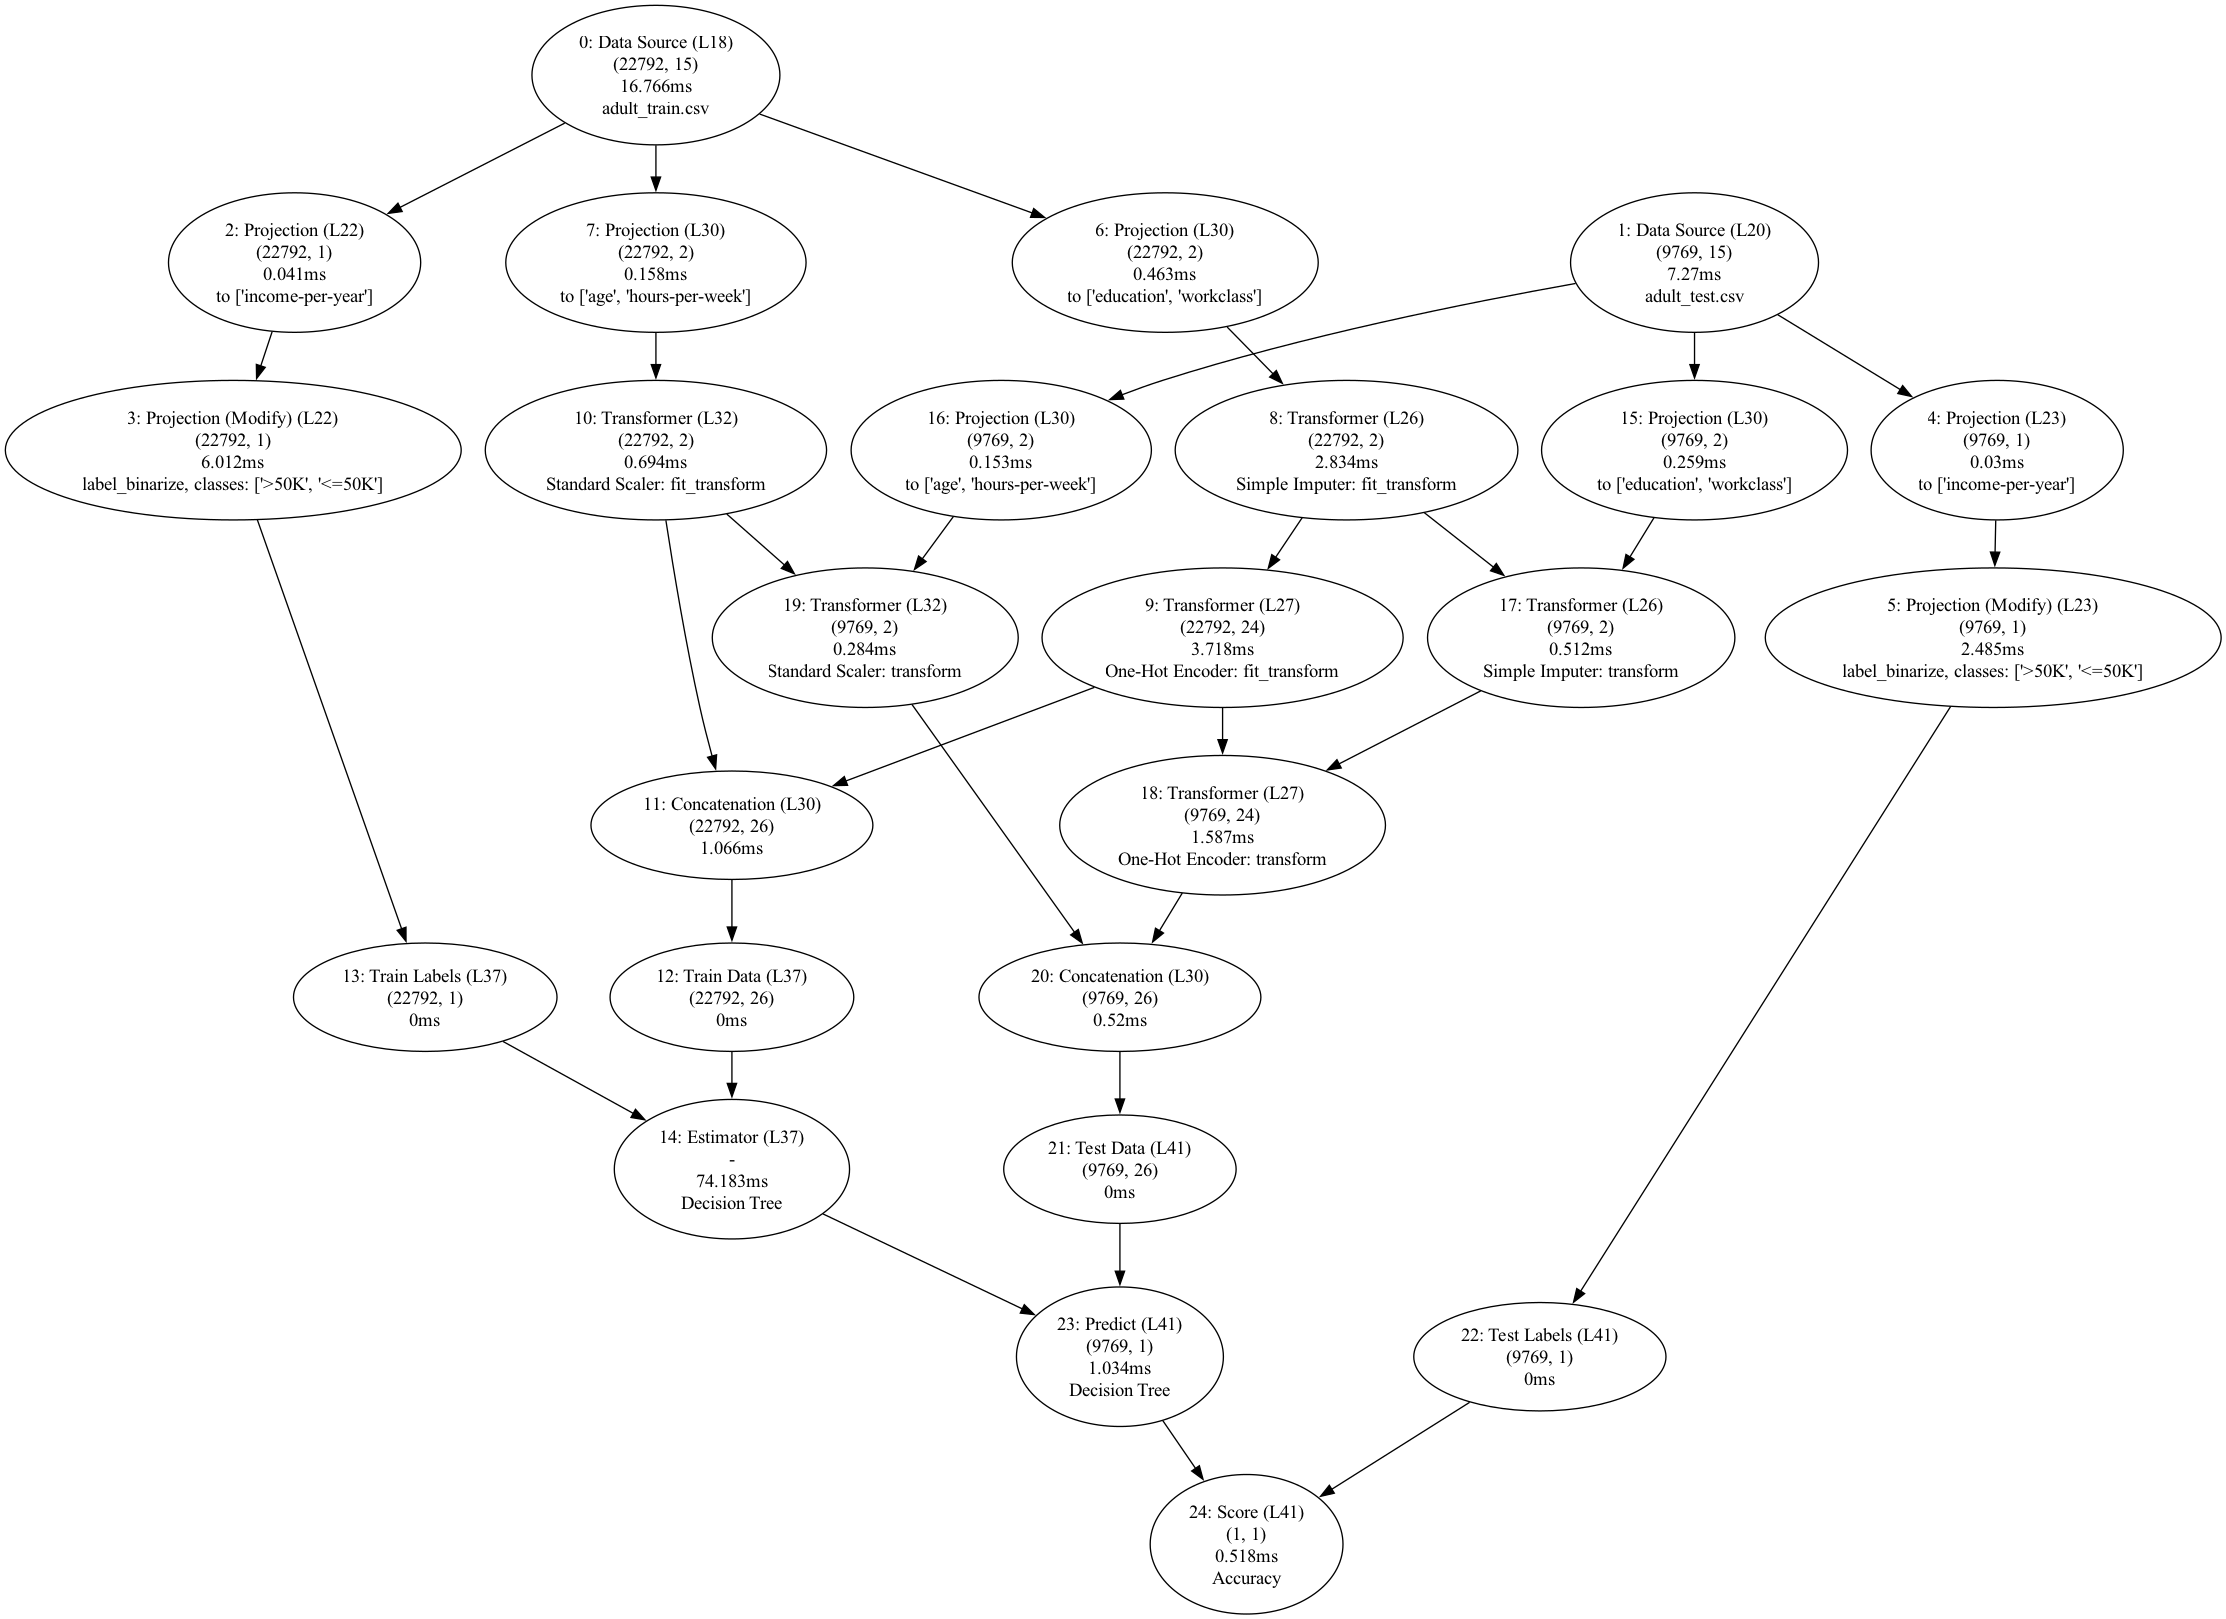 0: Data Source (L18)
(22792, 15)
16.766ms
adult_train.csv
2: Projection (L22)
(22792, 1)
0.041ms
to ['income-per-year']
7: Projection (L30)
(22792, 2)
0.158ms
to ['age', 'hours-per-week']
6: Projection (L30)
(22792, 2)
0.463ms
to ['education', 'workclass']
1: Data Source (L20)
(9769, 15)
7.27ms
adult_test.csv
3: Projection (Modify) (L22)
(22792, 1)
6.012ms
label_binarize, classes: ['>50K', '<=50K']
10: Transformer (L32)
(22792, 2)
0.694ms
Standard Scaler: fit_transform
16: Projection (L30)
(9769, 2)
0.153ms
to ['age', 'hours-per-week']
8: Transformer (L26)
(22792, 2)
2.834ms
Simple Imputer: fit_transform
15: Projection (L30)
(9769, 2)
0.259ms
to ['education', 'workclass']
4: Projection (L23)
(9769, 1)
0.03ms
to ['income-per-year']
19: Transformer (L32)
(9769, 2)
0.284ms
Standard Scaler: transform
9: Transformer (L27)
(22792, 24)
3.718ms
One-Hot Encoder: fit_transform
17: Transformer (L26)
(9769, 2)
0.512ms
Simple Imputer: transform
5: Projection (Modify) (L23)
(9769, 1)
2.485ms
label_binarize, classes: ['>50K', '<=50K']
11: Concatenation (L30)
(22792, 26)
1.066ms
18: Transformer (L27)
(9769, 24)
1.587ms
One-Hot Encoder: transform
13: Train Labels (L37)
(22792, 1)
0ms
12: Train Data (L37)
(22792, 26)
0ms
20: Concatenation (L30)
(9769, 26)
0.52ms
14: Estimator (L37)
-
74.183ms
Decision Tree
21: Test Data (L41)
(9769, 26)
0ms
23: Predict (L41)
(9769, 1)
1.034ms
Decision Tree
22: Test Labels (L41)
(9769, 1)
0ms
24: Score (L41)
(1, 1)
0.518ms
Accuracy